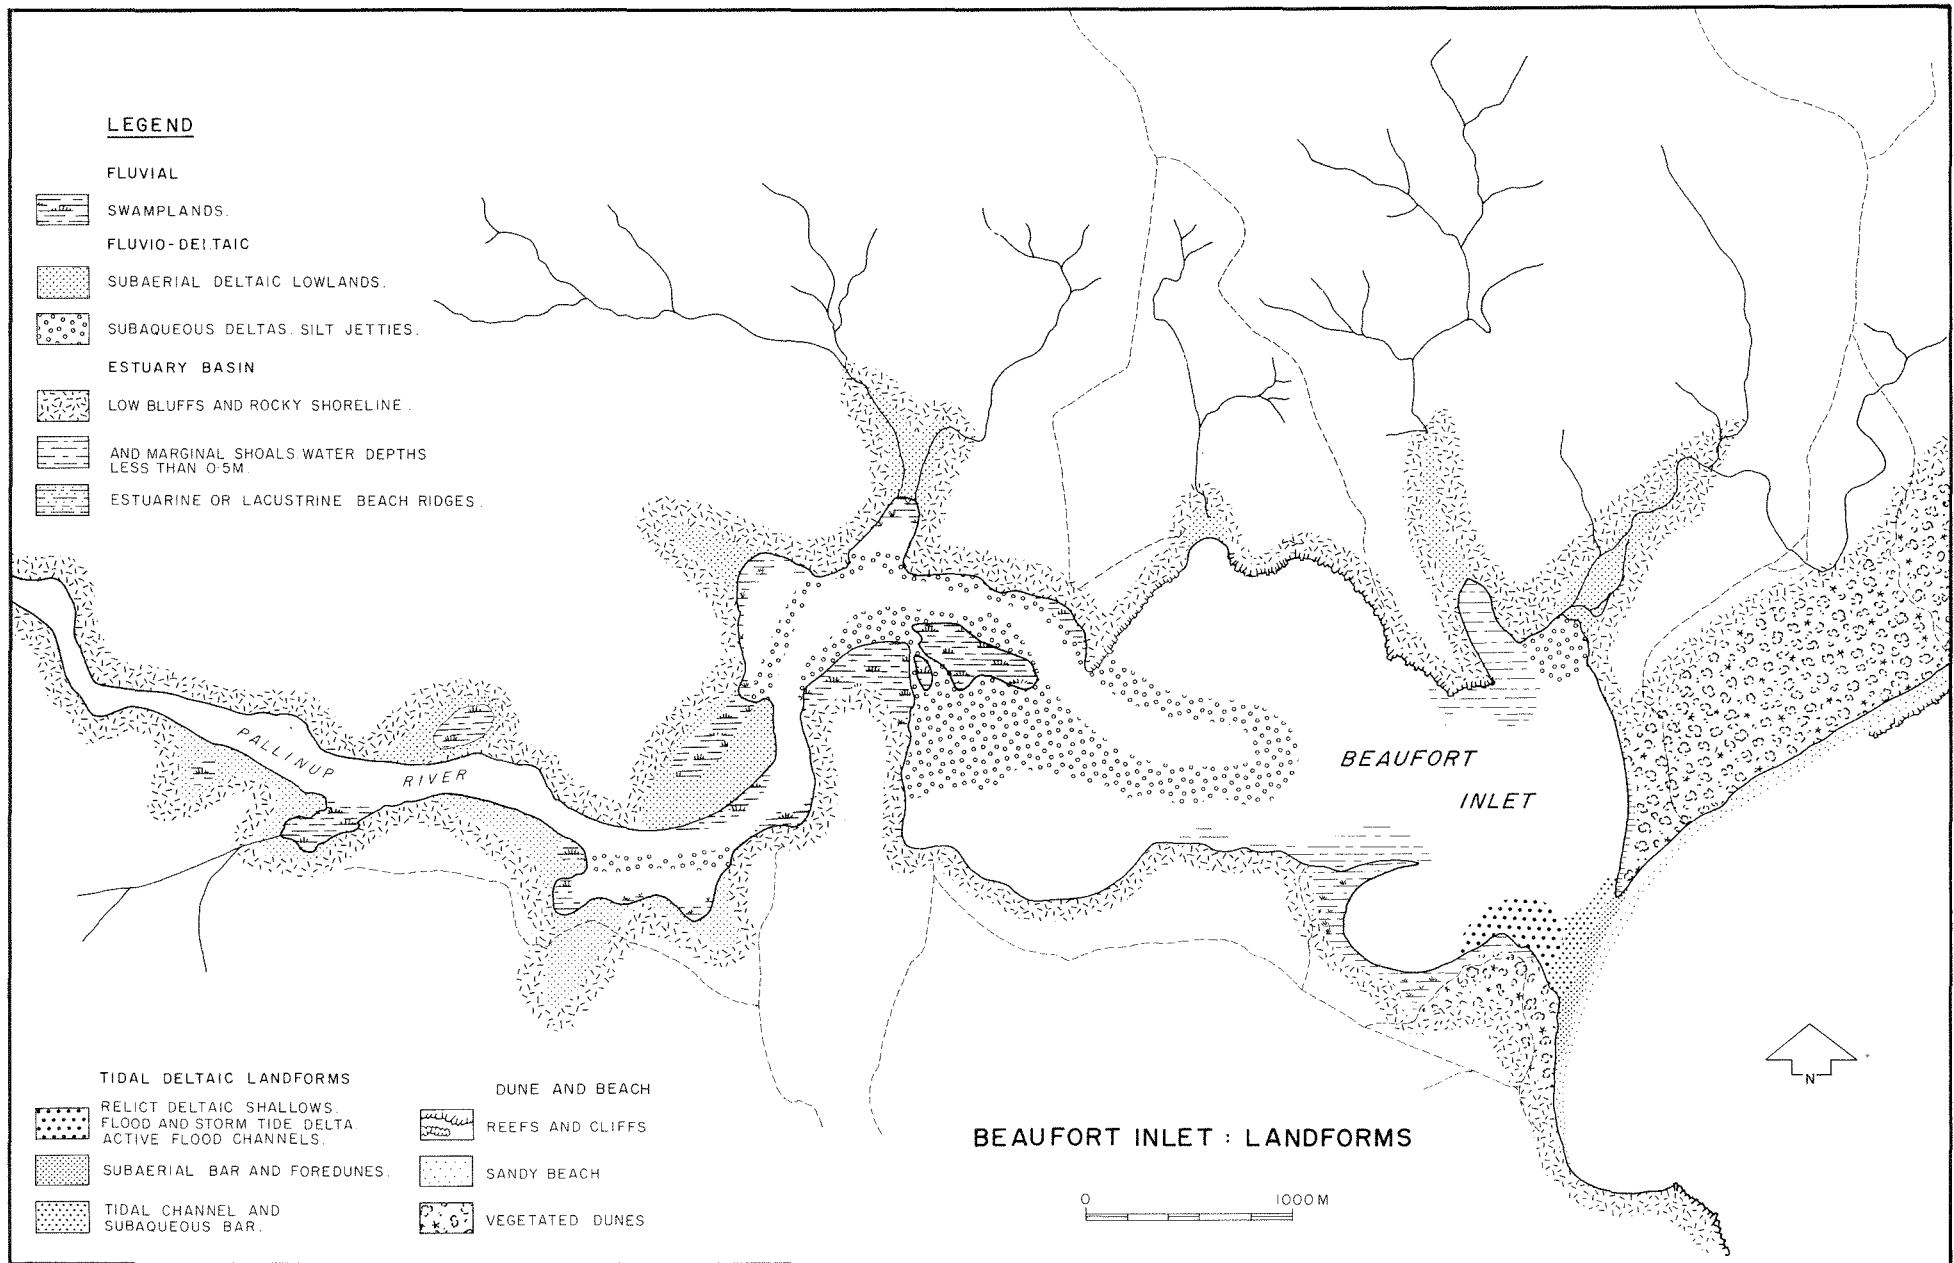 LEGEND
FLUVIAL
SWAMPLANDS.
FLUVIO-DELTAIC
SUBAERIAL DELTAIC LOWLANDS.
SUBAQUEOUS DELTAS. SILT JETTIES.
ESTUARY BASIN
LOW BLUFFS AND ROCKY SHORELINE.
AND MARGINAL SHOALS. WATER DEPTHS
LESS THAN 0·5M.
ESTUARINE OR LACUSTRINE BEACH RIDGES.
PALLINUP RIVER
BEAUFORT
INLET
TIDAL DELTAIC LANDFORMS
RELICT DELTAIC SHALLOWS.
FLOOD AND STORM TIDE DELTA.
ACTIVE FLOOD CHANNELS.
SUBAERIAL BAR AND FOREDUNES.
TIDAL CHANNEL AND
SUBAQUEOUS BAR.
DUNE AND BEACH
REEFS AND CLIFFS
SANDY BEACH
VEGETATED DUNES
BEAUFORT INLET : LANDFORMS
0 1000M
N